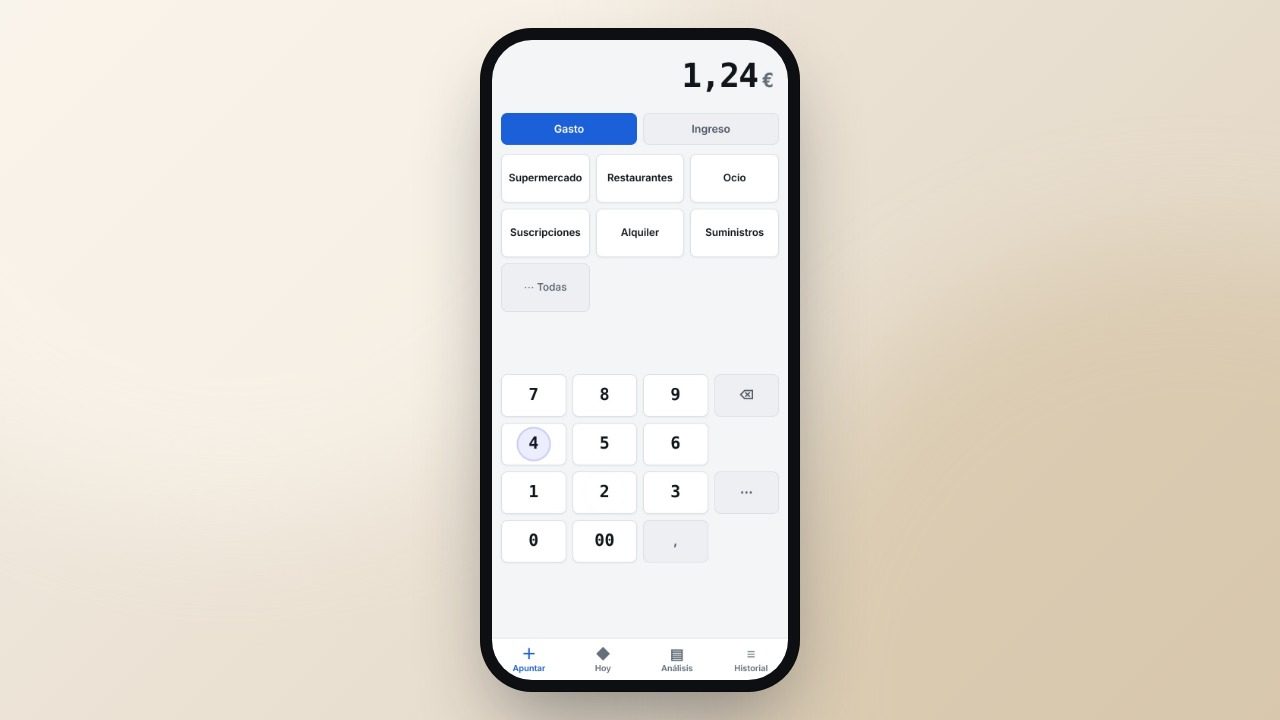 1,24 €
Gasto Ingreso
Supermercado Restaurantes Ocio
Suscripciones Alquiler Suministros
··· Todas
7 8 9 ⌫
4 5 6
1 2 3 ···
0 00 ,
Apuntar Hoy Análisis Historial